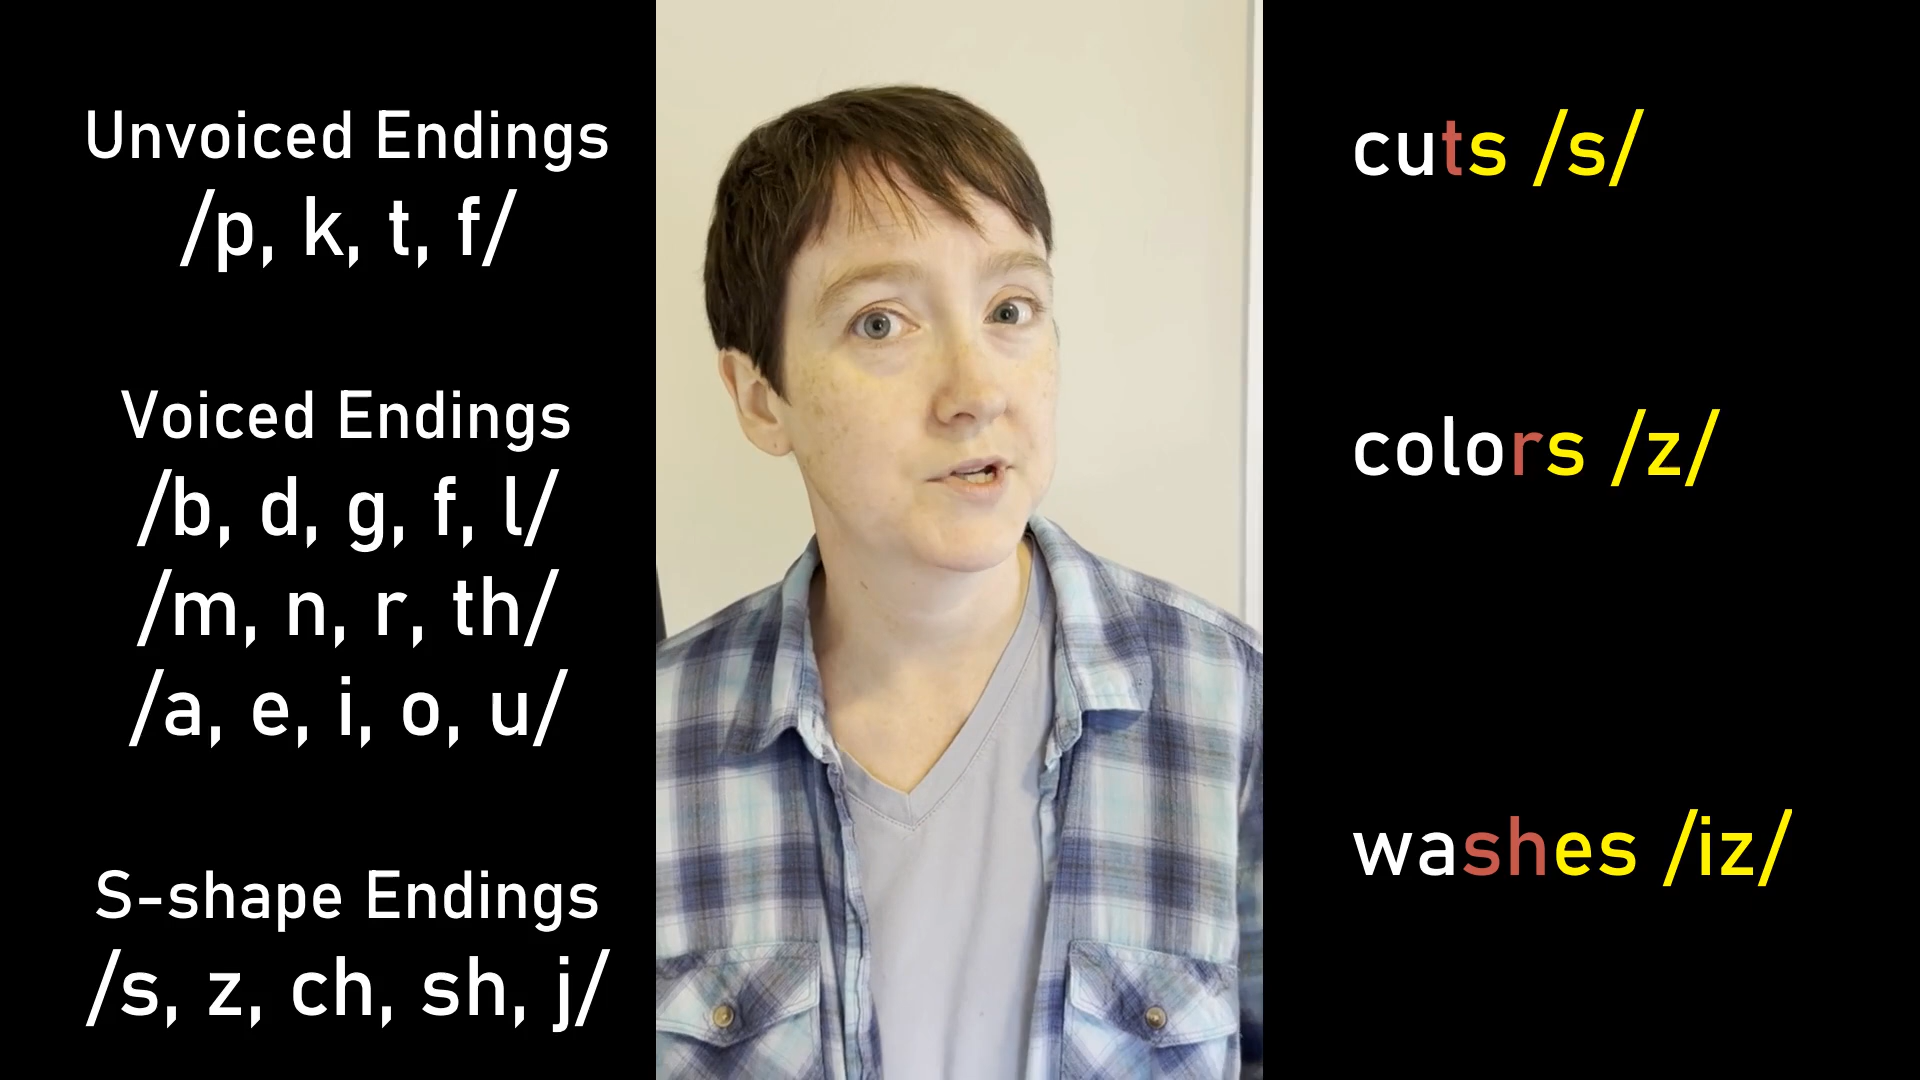 Unvoiced Endings
/p, k, t, f/
Voiced Endings
/b, d, g, f, l/
/m, n, r, th/
/a, e, i, o, u/
S-shape Endings
/s, z, ch, sh, j/
cuts /s/
colors /z/
washes /iz/